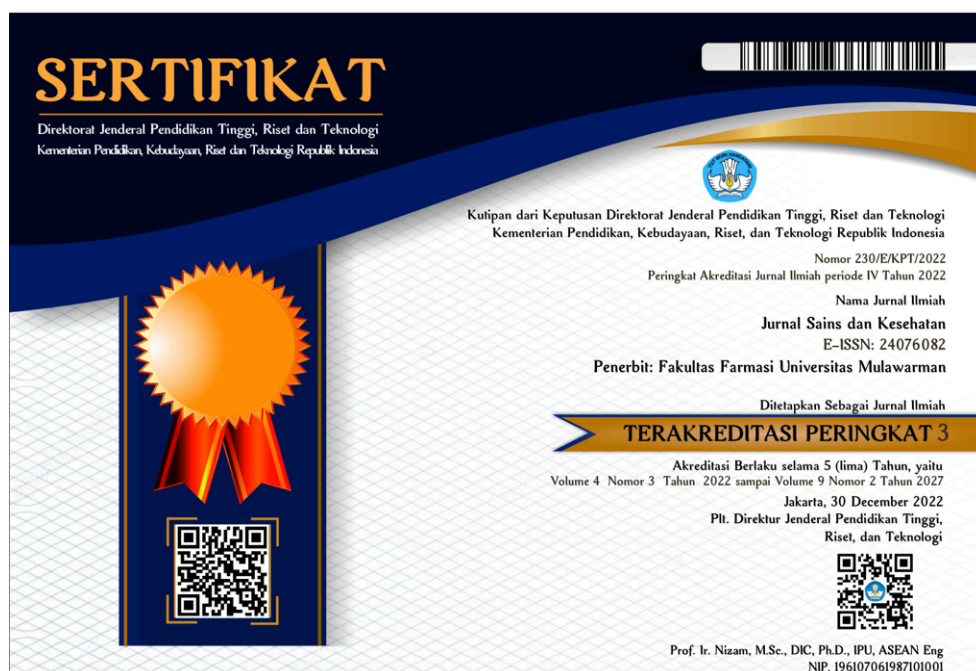 SERTIFIKAT
Direktorat Jenderal Pendidikan Tinggi, Riset dan Teknologi
Kementerian Pendidikan, Kebudayaan, Riset dan Teknologi Republik Indonesia
TUT WURI HANDAYANI
Kutipan dari Keputusan Direktorat Jenderal Pendidikan Tinggi, Riset dan Teknologi
Kementerian Pendidikan, Kebudayaan, Riset, dan Teknologi Republik Indonesia
Nomor 230/E/KPT/2022
Peringkat Akreditasi Jurnal Ilmiah periode IV Tahun 2022
Nama Jurnal Ilmiah
Jurnal Sains dan Kesehatan
E-ISSN: 24076082
Penerbit: Fakultas Farmasi Universitas Mulawarman
Ditetapkan Sebagai Jurnal Ilmiah
TERAKREDITASI PERINGKAT 3
Akreditasi Berlaku selama 5 (lima) Tahun, yaitu
Volume 4 Nomor 3 Tahun 2022 sampai Volume 9 Nomor 2 Tahun 2027
Jakarta, 30 December 2022
Plt. Direktur Jenderal Pendidikan Tinggi,
Riset, dan Teknologi
Prof. Ir. Nizam, M.Sc., DIC, Ph.D., IPU, ASEAN Eng
NIP. 196107061987101001